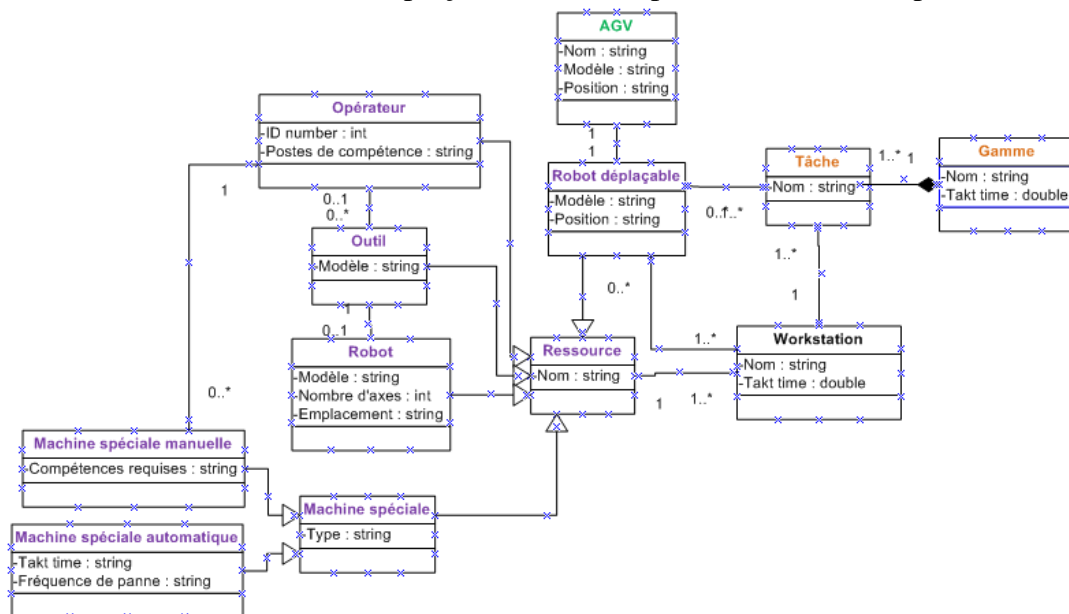 AGV
-Nom : string
-Modèle : string
-Position : string
1
1
Opérateur
-ID number : int
-Postes de compétence : string
1
0..1
0..*
Outil
-Modèle : string
1
0..1
Robot
-Modèle : string
-Nombre d'axes : int
-Emplacement : string
Robot déplaçable
-Modèle : string
-Position : string
0..*
Tâche
-Nom : string
1..*
1
Gamme
-Nom : string
-Takt time : double
1..*
1
Ressource
-Nom : string
1
1..*
1..*
Workstation
-Nom : string
-Takt time : double
0..*
Machine spéciale manuelle
-Compétences requises : string
Machine spéciale
-Type : string
Machine spéciale automatique
-Takt time : string
-Fréquence de panne : string